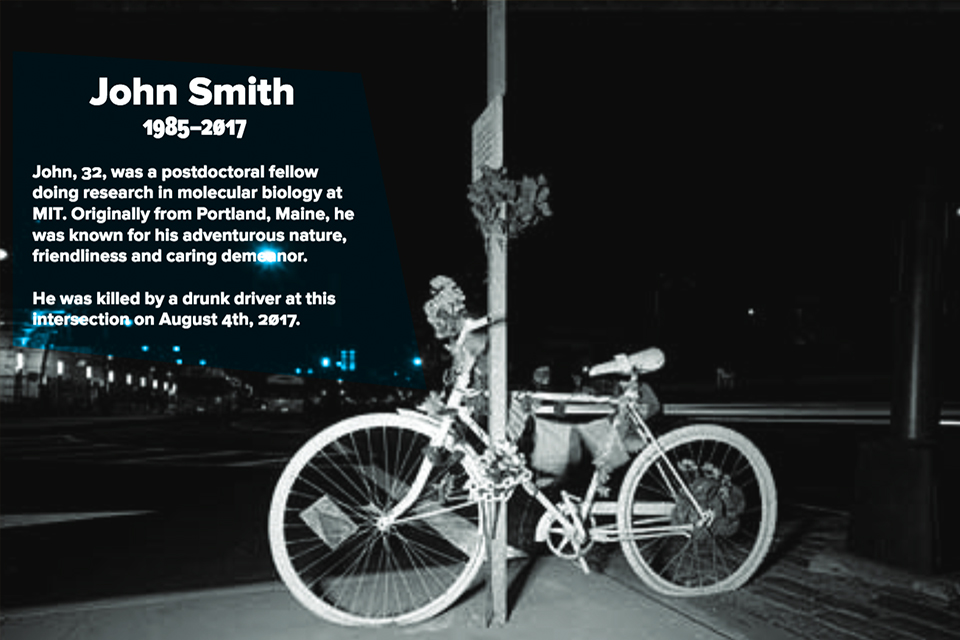 John Smith
1985–2017
John, 32, was a postdoctoral fellow
doing research in molecular biology at
MIT. Originally from Portland, Maine, he
was known for his adventurous nature,
friendliness and caring demeanor.
He was killed by a drunk driver at this
intersection on August 4th, 2017.